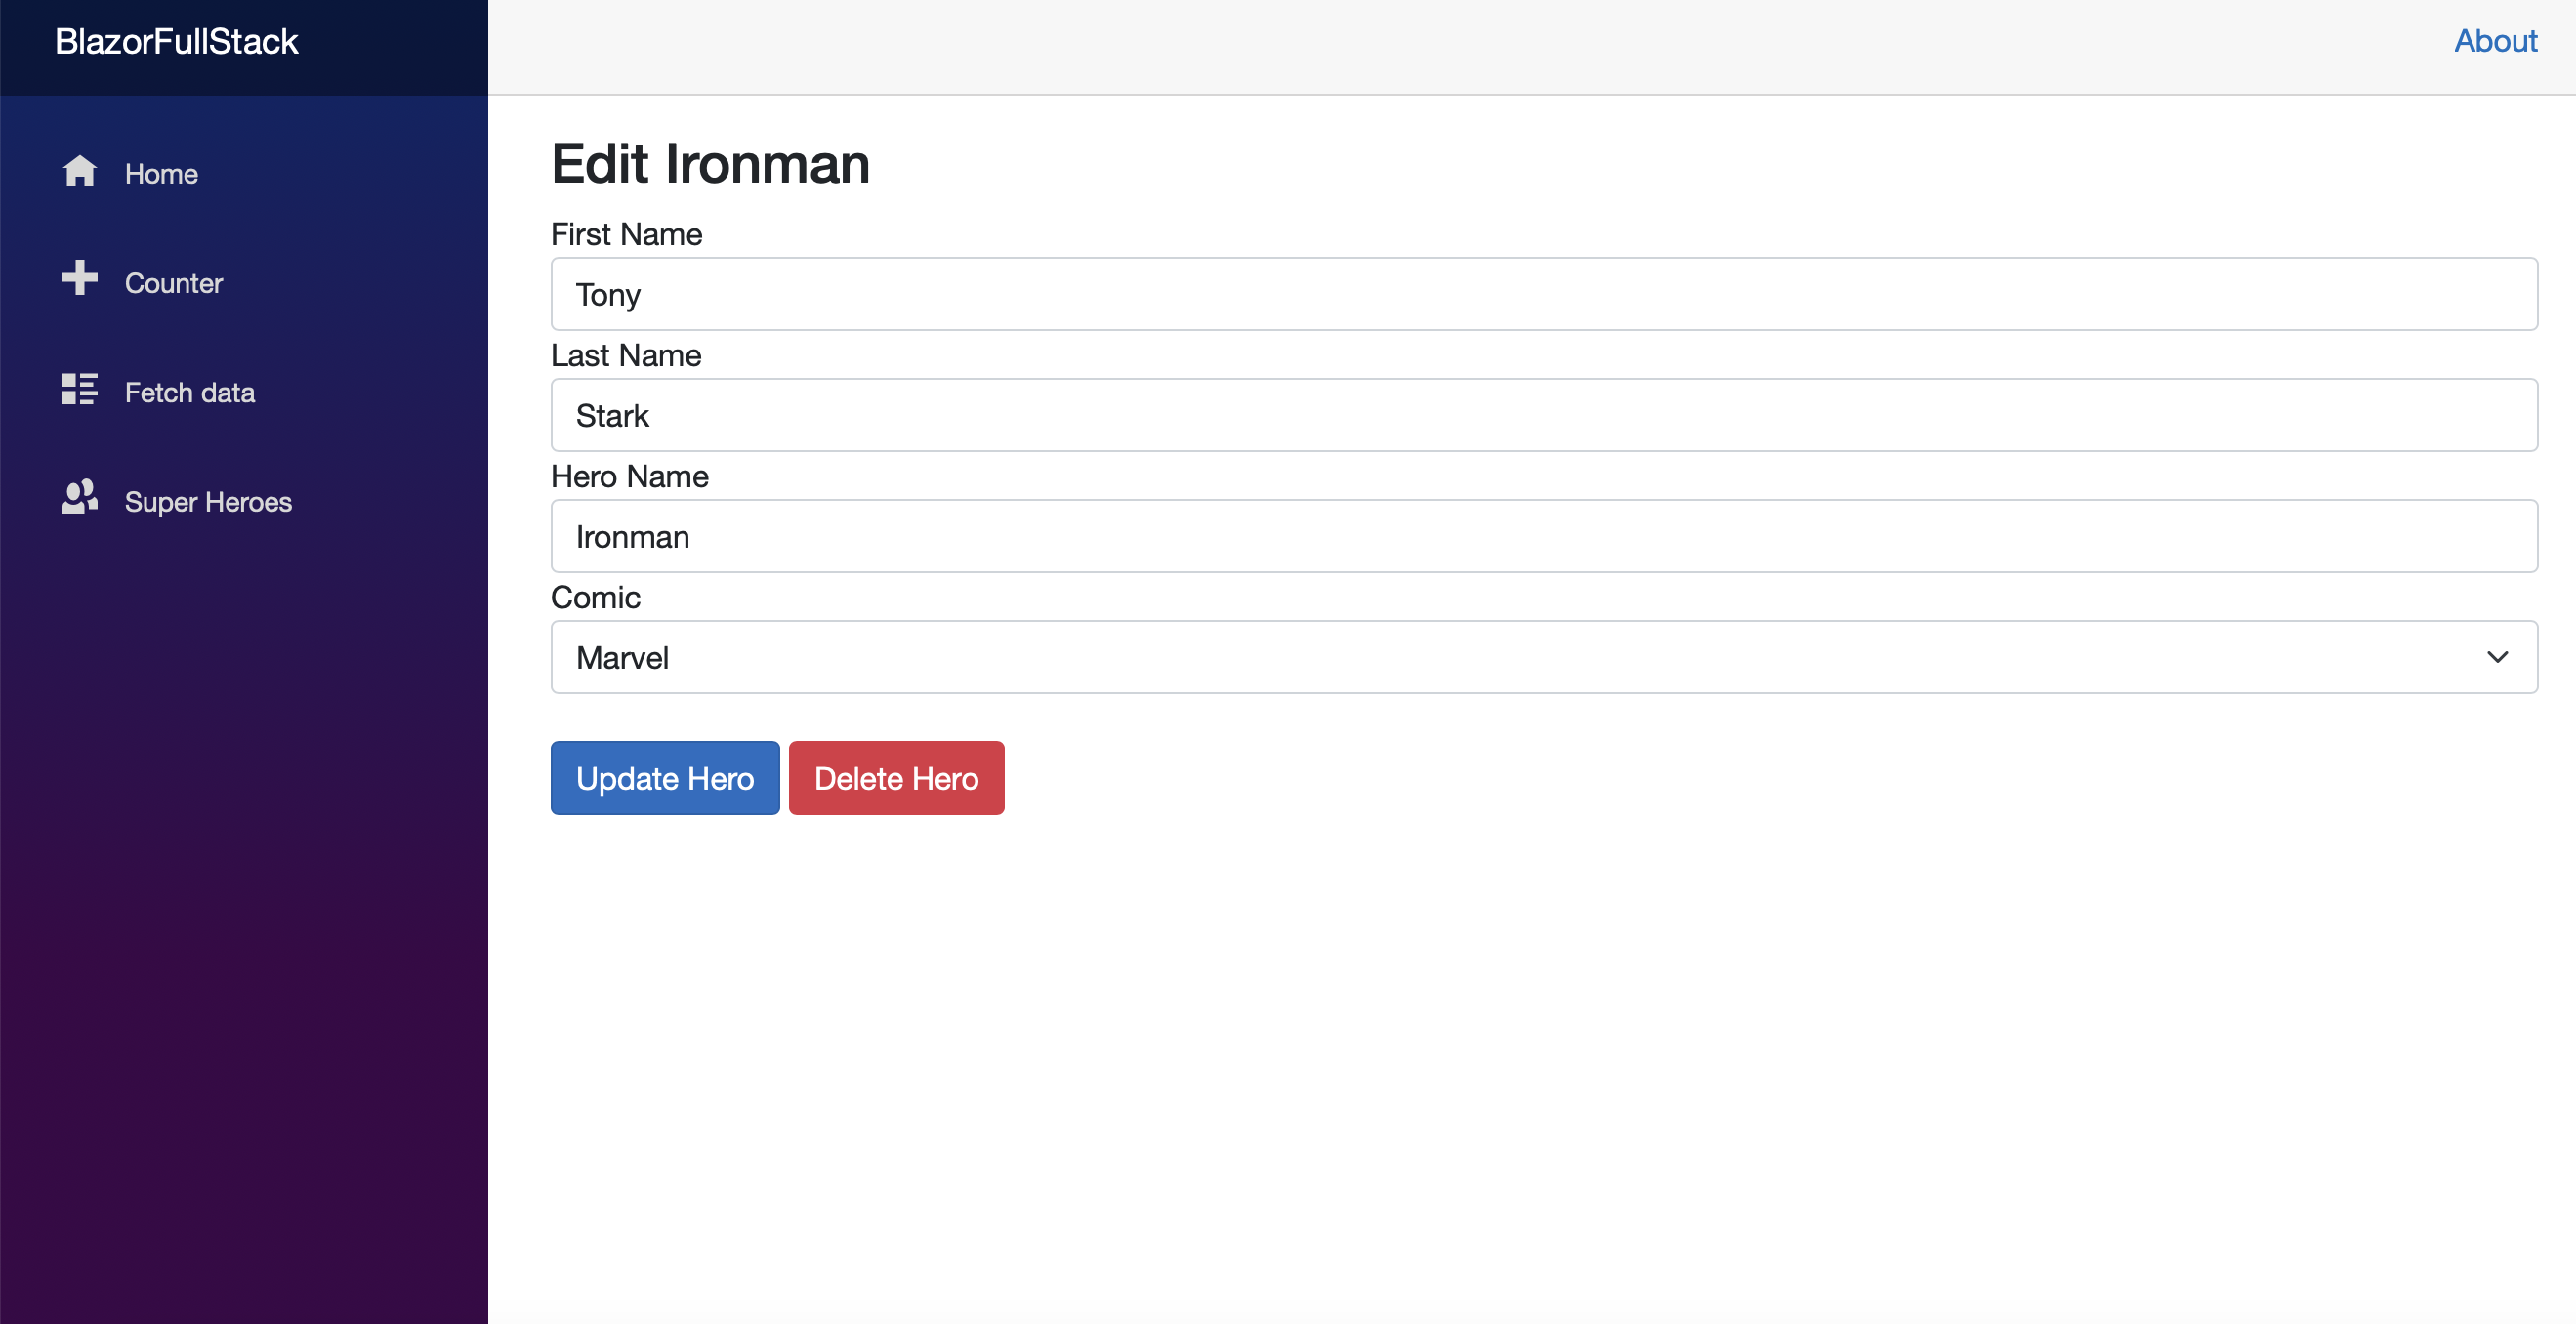 BlazorFullStack
About
Home
Counter
Fetch data
Super Heroes
Edit Ironman
First Name
Tony
Last Name
Stark
Hero Name
Ironman
Comic
Marvel
Update Hero Delete Hero